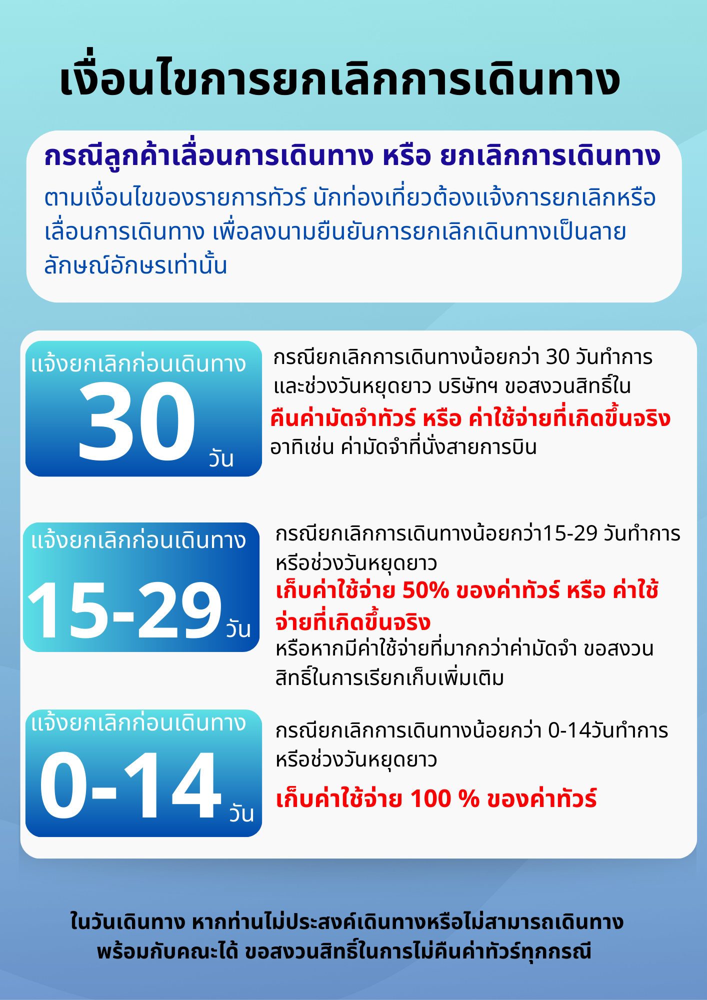 เงื่อนไขการยกเลิกการเดินทาง
กรณีลูกค้าเลื่อนการเดินทาง หรือ ยกเลิกการเดินทาง
ตามเงื่อนไขของรายการทัวร์ นักท่องเที่ยวต้องแจ้งการยกเลิกหรือ
เลื่อนการเดินทาง เพื่อลงนามยืนยันการยกเลิกเดินทางเป็นลาย
ลักษณ์อักษรเท่านั้น
แจ้งยกเลิกก่อนเดินทาง
30 วัน
กรณียกเลิกการเดินทางน้อยกว่า 30 วันทำการ
และช่วงวันหยุดยาว บริษัทฯ ขอสงวนสิทธิ์ใน
คืนค่ามัดจำทัวร์ หรือ ค่าใช้จ่ายที่เกิดขึ้นจริง
อาทิเช่น ค่ามัดจำที่นั่งสายการบิน
แจ้งยกเลิกก่อนเดินทาง
15-29 วัน
กรณียกเลิกการเดินทางน้อยกว่า15-29 วันทำการ
หรีอช่วงวันหยุดยาว
เก็บค่าใช้จ่าย 50% ของค่าทัวร์ หรือ ค่าใช้
จ่ายที่เกิดขึ้นจริง
หรือหากมีค่าใช้จ่ายที่มากกว่าค่ามัดจำ ขอสงวน
สิทธิ์ในการเรียกเก็บเพิ่มเติม
แจ้งยกเลิกก่อนเดินทาง
0-14 วัน
กรณียกเลิกการเดินทางน้อยกว่า 0-14วันทำการ
หรีอช่วงวันหยุดยาว
เก็บค่าใช้จ่าย 100 % ของค่าทัวร์
ในวันเดินทาง หากท่านไม่ประสงค์เดินทางหรือไม่สามารถเดินทาง
พร้อมกับคณะได้ ขอสงวนสิทธิ์ในการไม่คืนค่าทัวร์ทุกกรณี